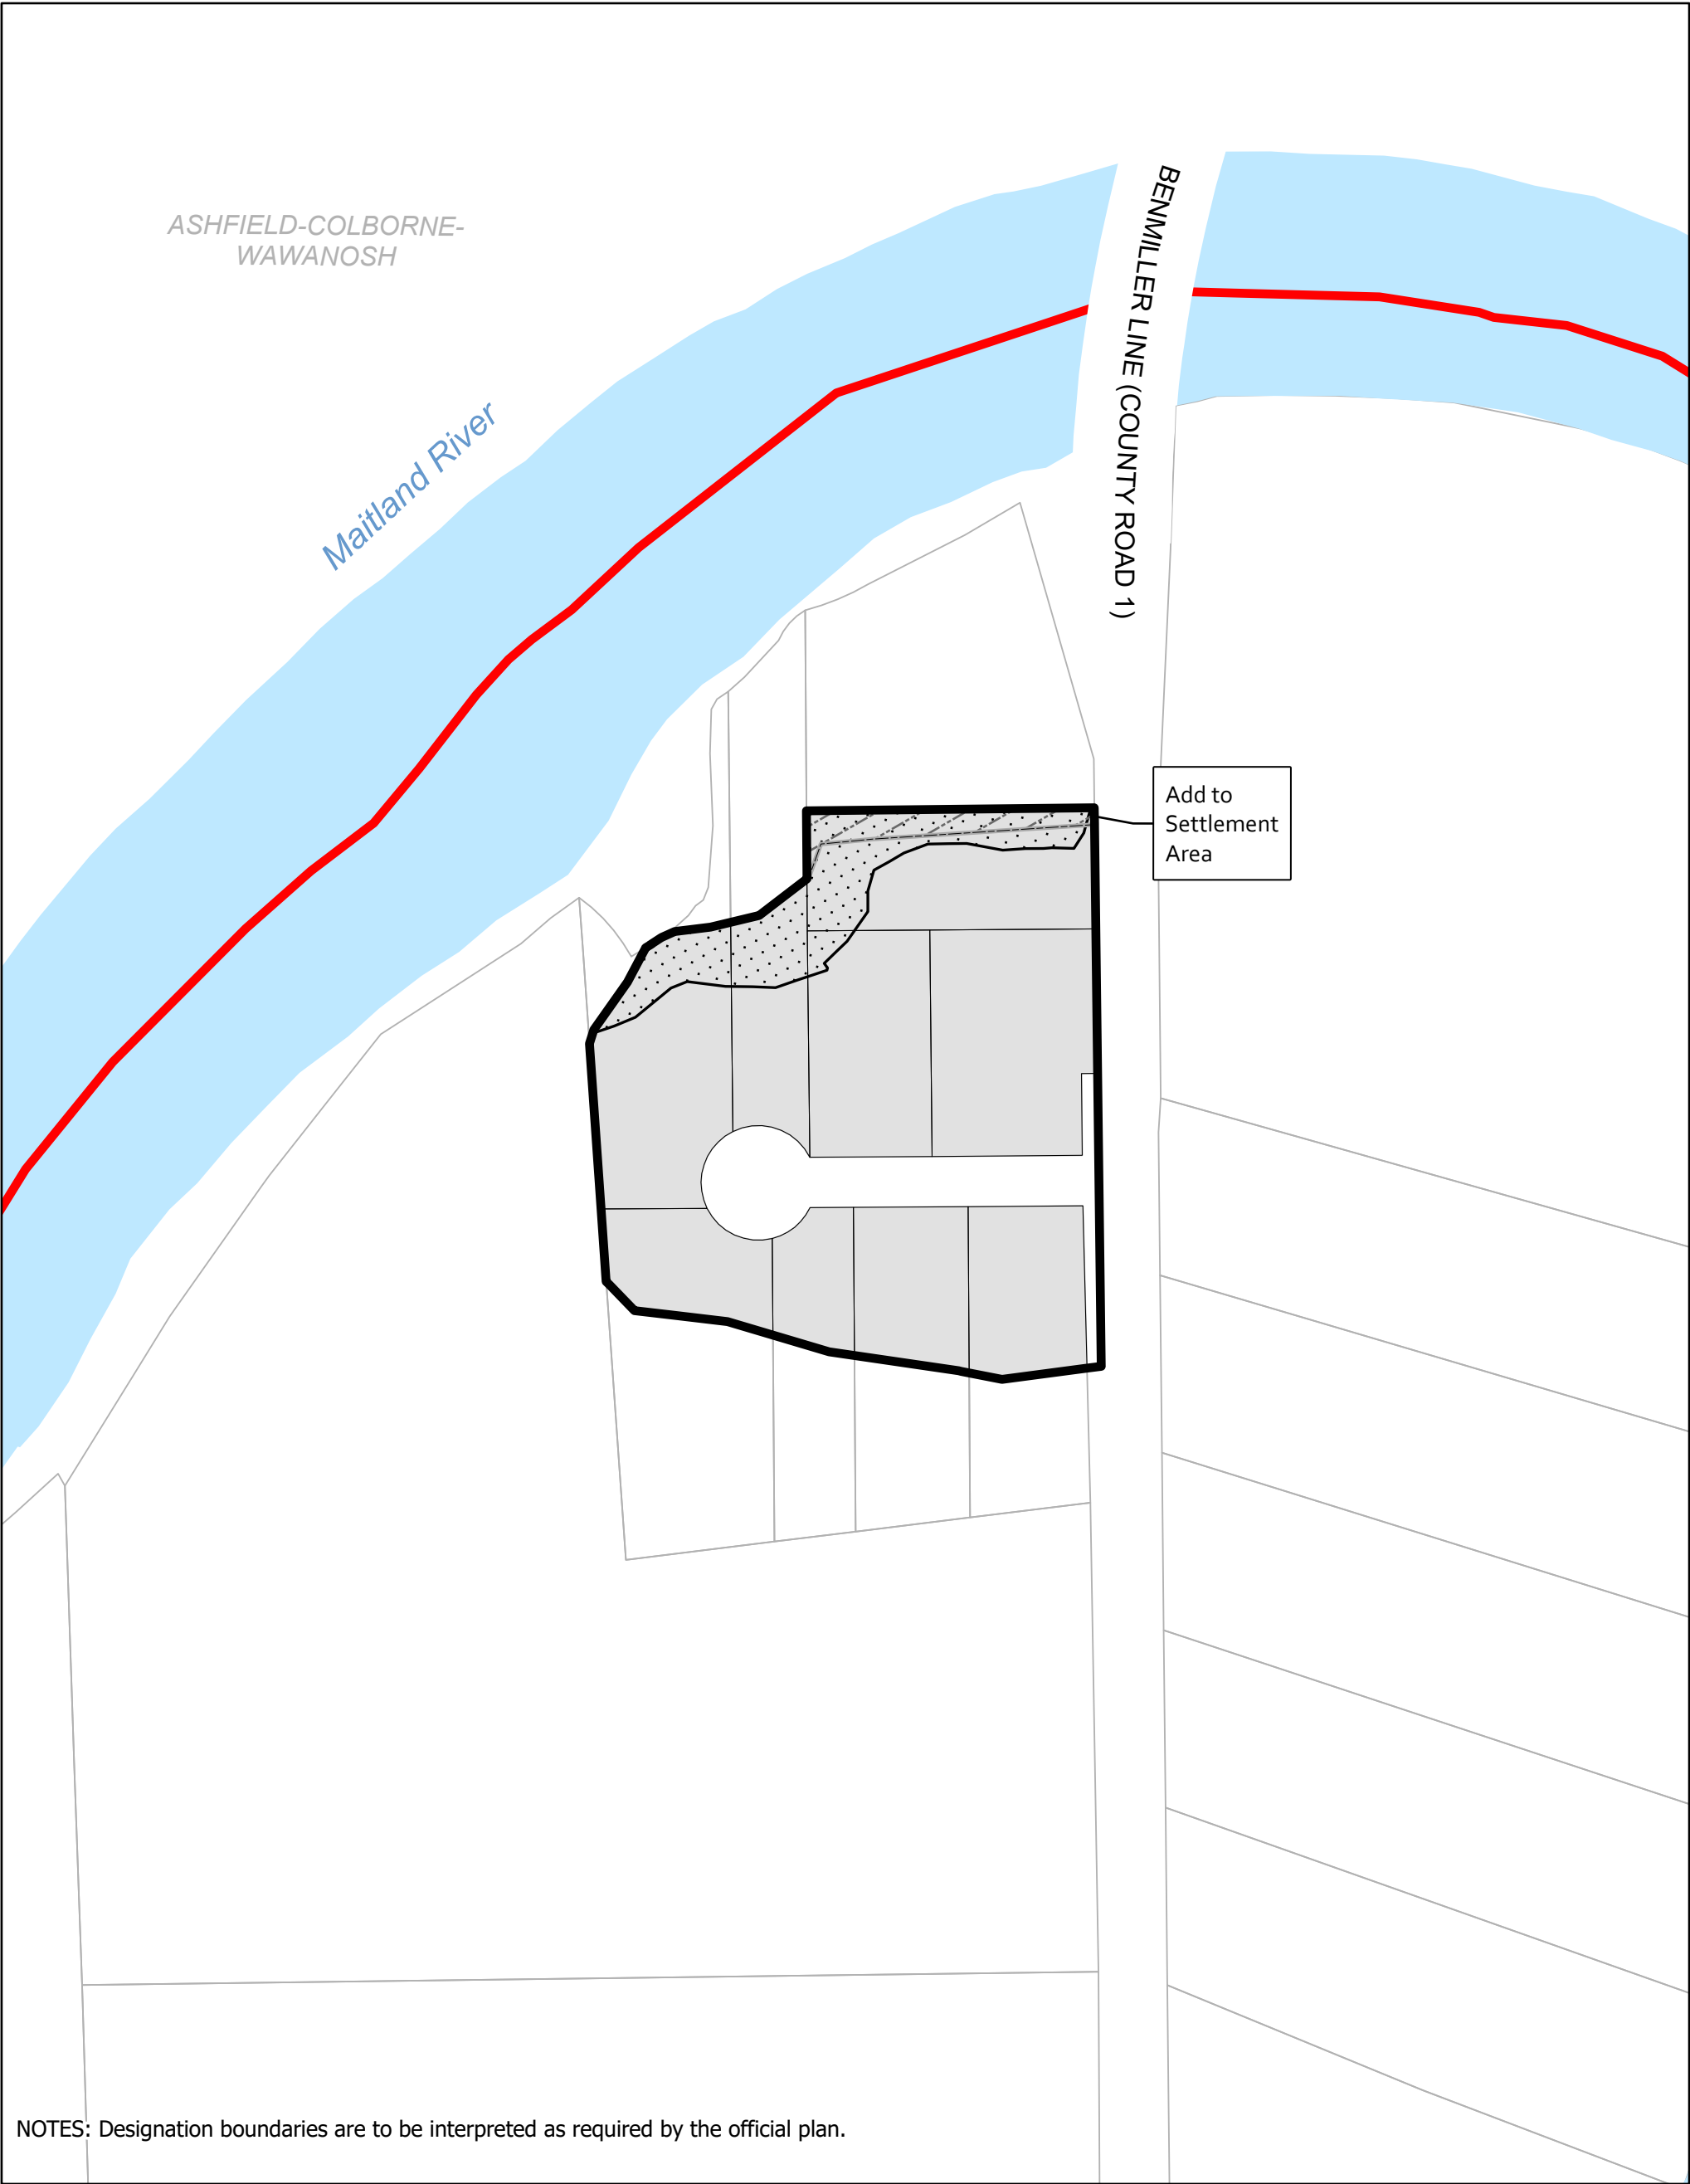 ASHFIELD-COLBORNE-
WAWANOSH
BENMILLER LINE (COUNTY ROAD 1)
Maitland River
Add to
Settlement
Area
NOTES: Designation boundaries are to be interpreted as required by the official plan.